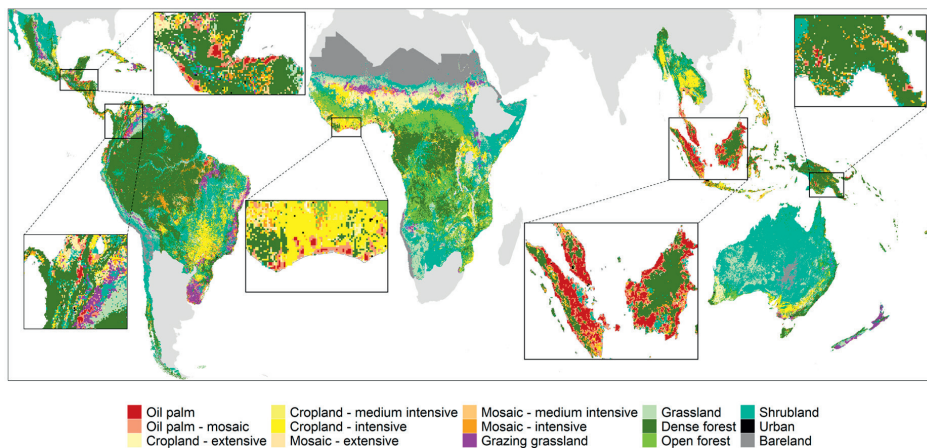 Oil palm Cropland - medium intensive Mosaic - medium intensive Grassland Shrubland
Oil palm - mosaic Cropland - intensive Mosaic - intensive Dense forest Urban
Cropland - extensive Mosaic - extensive Grazing grassland Open forest Bareland